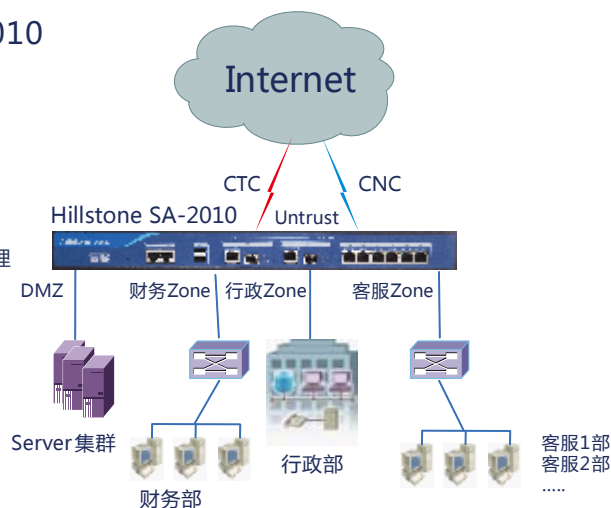 010
Internet
CTC
CNC
Hillstone SA-2010
Untrust
理
DMZ
财务Zone
行政Zone
客服Zone
Server集群
行政部
客服1部
客服2部
.....
财务部